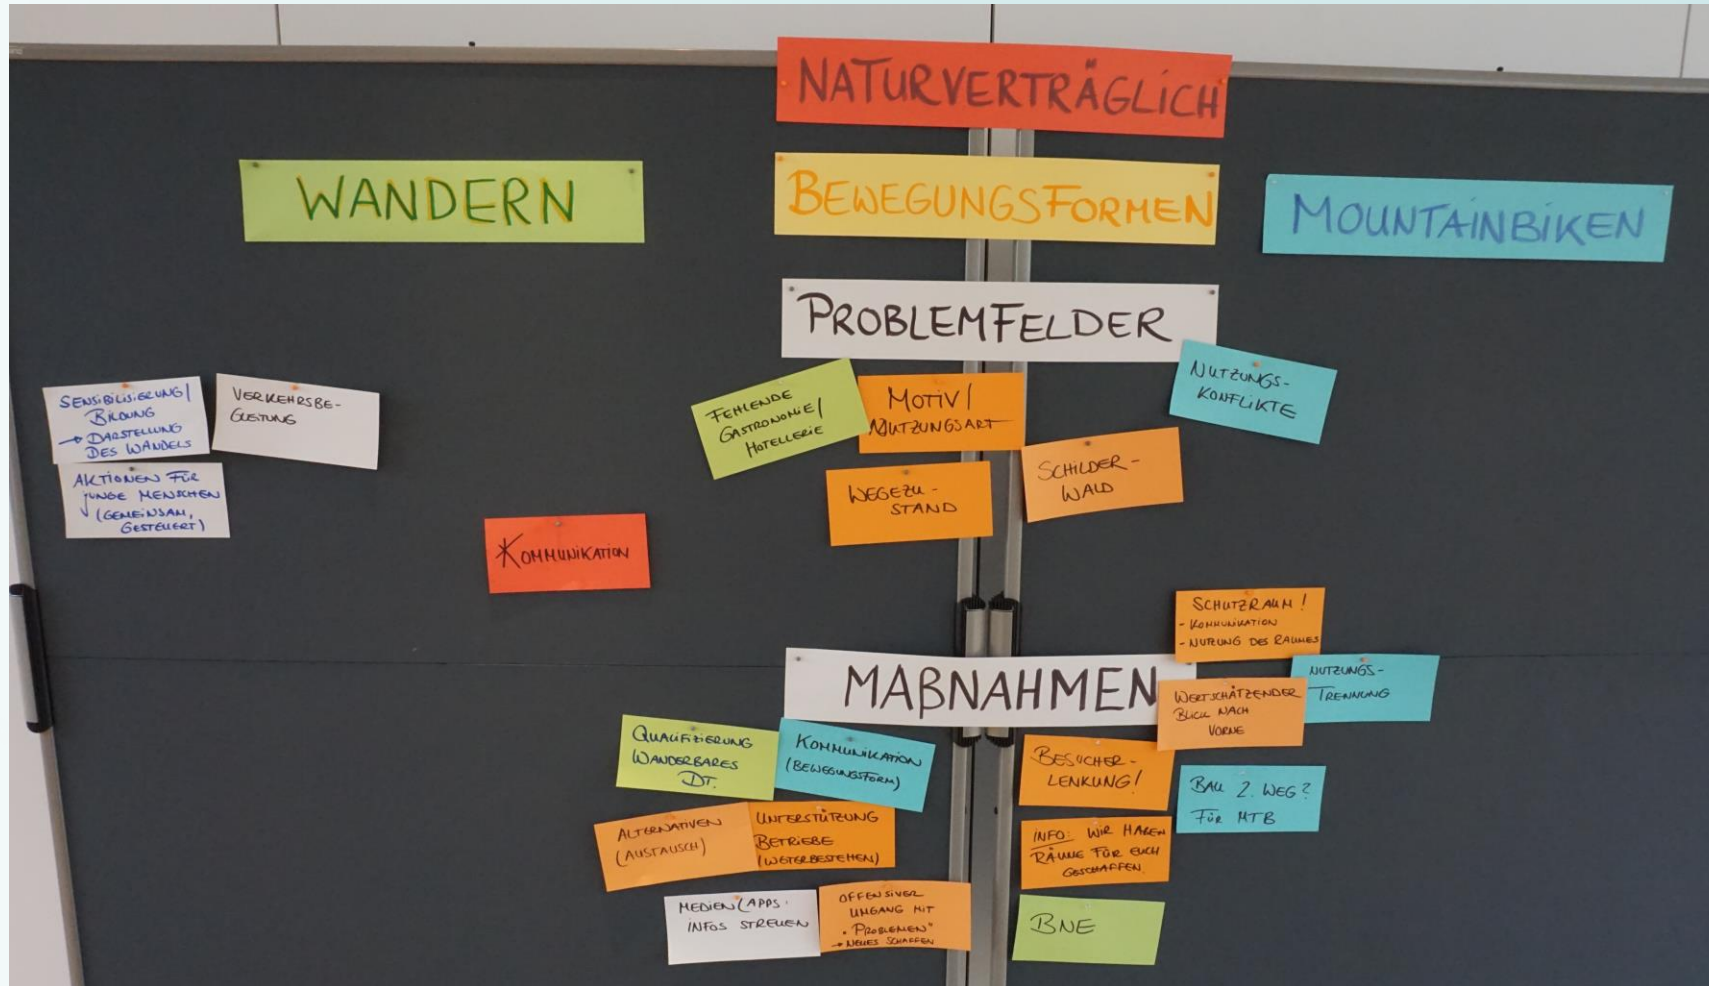 NATURVERTRÄGLICH
WANDERN
BEWEGUNGSFORMEN
MOUNTAINBIKEN
PROBLEMFELDER
SENSIBILISIERUNG/
BILDUNG
→ DARSTELLUNG
DES WANDELS
VERKEHRSBE-
GLEITUNG
AKTIONEN FÜR
JUNGE MENSCHEN
(GEMEINSAM,
GESTEUERT)
KOMMUNIKATION
FEHLENDE
GASTRONOMIE/
HOTELLERIE
MOTIV/
NUTZUNGSART
NUTZUNGS-
KONFLIKTE
WEGEZU-
STAND
SCHILDER-
WALD
SCHUTZRAUM!
- KOMMUNIKATION
- NUTZUNG DES RAUMES
MAßNAHMEN
WERTSCHÄTZENDER
BLICK NACH
VORNE
NUTZUNGS-
TRENNUNG
QUALIFIZIERUNG
WANDERBARES
DT.
KOMMUNIKATION
(BEWEGUNGSFORM)
BESUCHER-
LENKUNG!
BAU 2. WEG?
FÜR MTB
ALTERNATIVEN
(AUSTAUSCH)
UNTERSTÜTZUNG
BETRIEBE
(WEITERBESTEHEN)
INFO: WIR HABEN
RÄUME FÜR EUCH
GESCHAFFEN.
MEDIEN/APPS:
INFOS STREUEN
OFFENSIVER
UMGANG MIT
"PROBLEMEN"
→ NEUES SCHAFFEN
BNE